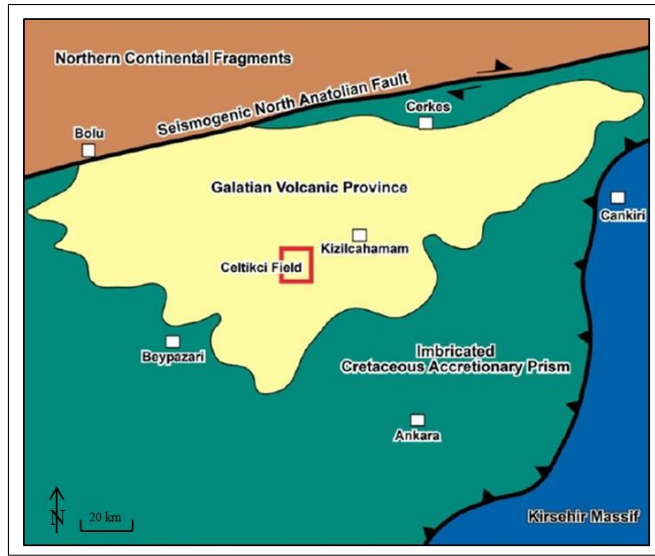 Northern Continental Fragments
Seismogenic North Anatolian Fault
Bolu
Cerkes
Galatian Volcanic Province
Cankiri
Kizilcahamam
Celtikci Field
Beypazari
Imbricated
Cretaceous Accretionary Prism
Ankara
N
20 km
Kirsehir Massif